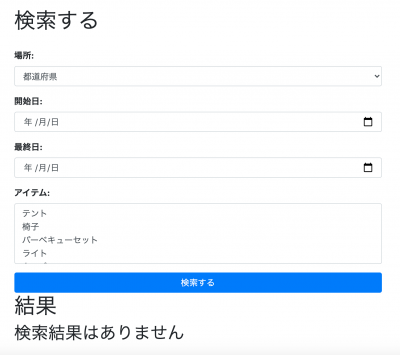 検索する
場所:
都道府県
開始日:
年 /月/日
最終日:
年 /月/日
アイテム:
テント
椅子
バーベキューセット
ライト
検索する
結果
検索結果はありません